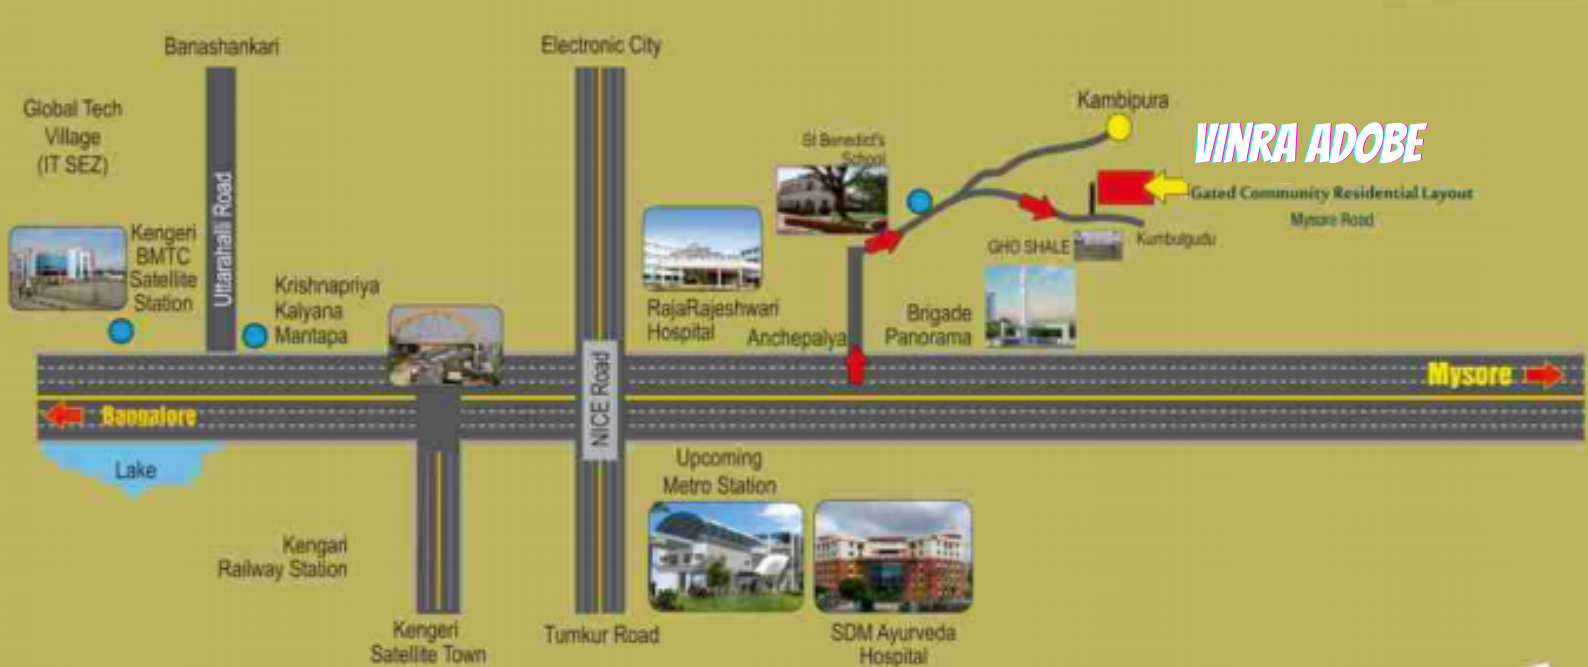 Banashankari
Electronic City
Global Tech
Village
(IT SEZ)
Kambipura
VINRA ADOBE
St Benedict's
School
Gated Community Residential Layout
Mysore Road
Uttarahalli Road
Kengeri
BMTC
Satellite
Station
Kumbulgudu
GHO SHALE
Krishnapriya
Kalyana
Mantapa
RajaRajeshwari
Hospital
Anchepalya
Brigade
Panorama
NICE Road
Mysore
Bangalore
Lake
Upcoming
Metro Station
Kengari
Railway Station
Kengeri
Satellite Town
Tumkur Road
SDM Ayurveda
Hospital